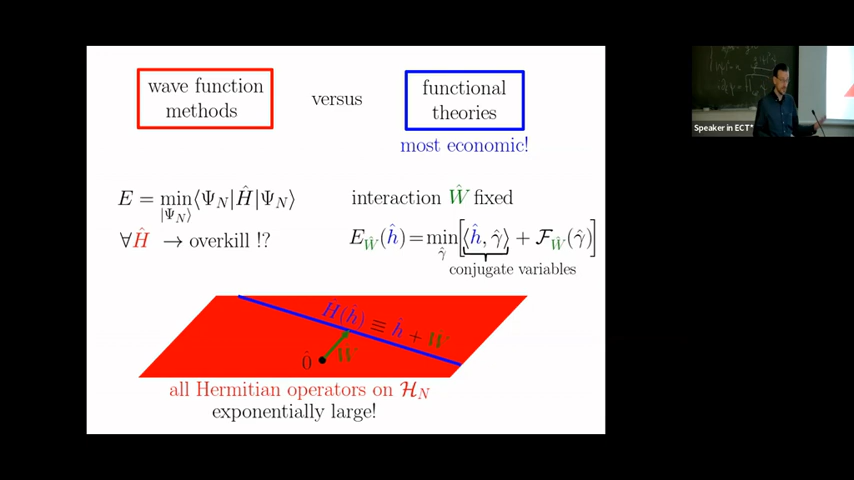 wave function
methods
versus
functional
theories
most economic!
E = min ⟨Ψ_N|Ĥ|Ψ_N⟩
|Ψ_N⟩
∀Ĥ → overkill !?
interaction Ŵ fixed
E_Ŵ(ĥ) = min[⟨ĥ, γ̂⟩ + 𝓕_Ŵ(γ̂)]
γ̂
conjugate variables
H(ĥ) ≡ ĥ + Ŵ
Ŵ
0̂
all Hermitian operators on 𝓗_N
exponentially large!
Speaker in ECT*